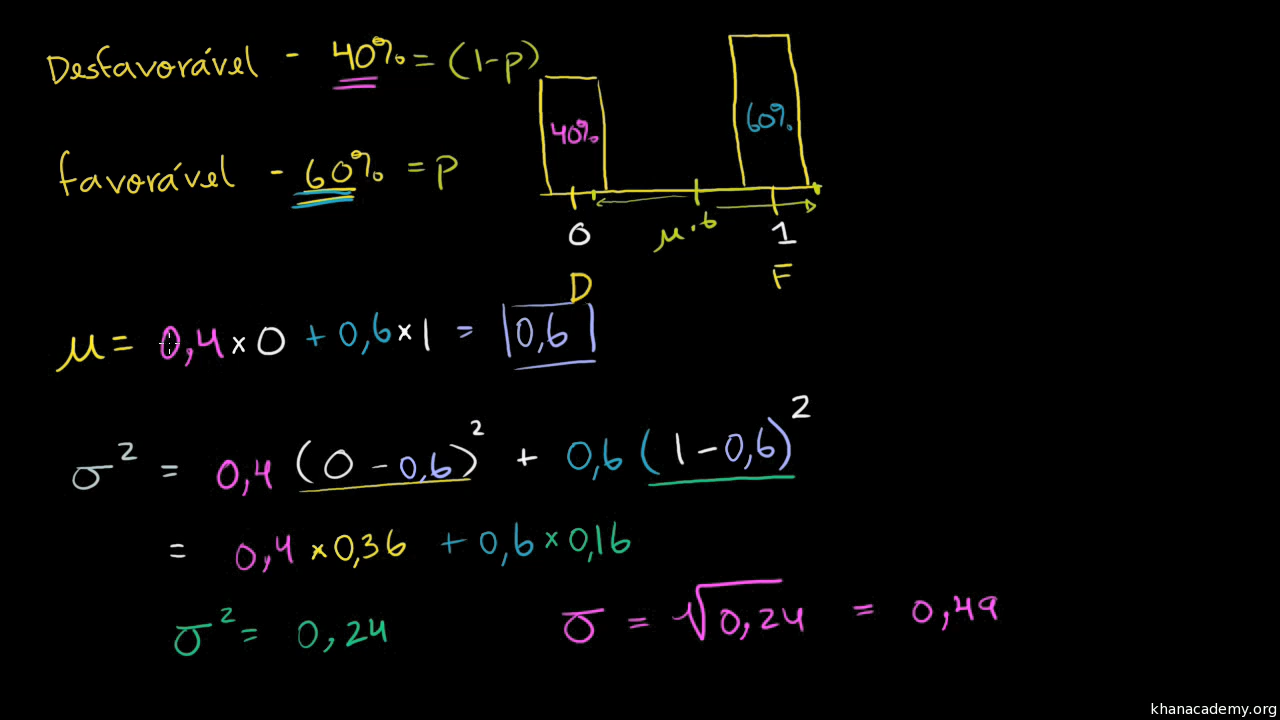 Desfavorável - 40% = (1-p)
favorável - 60% = p
40%
60%
0
1
D
F
μ = 0,4 x 0 + 0,6 x 1 = 0,6
σ² = 0,4 (0 - 0,6)² + 0,6 (1 - 0,6)²
= 0,4 x 0,36 + 0,6 x 0,16
σ² = 0,24
σ = √0,24 = 0,49
khanacademy.org